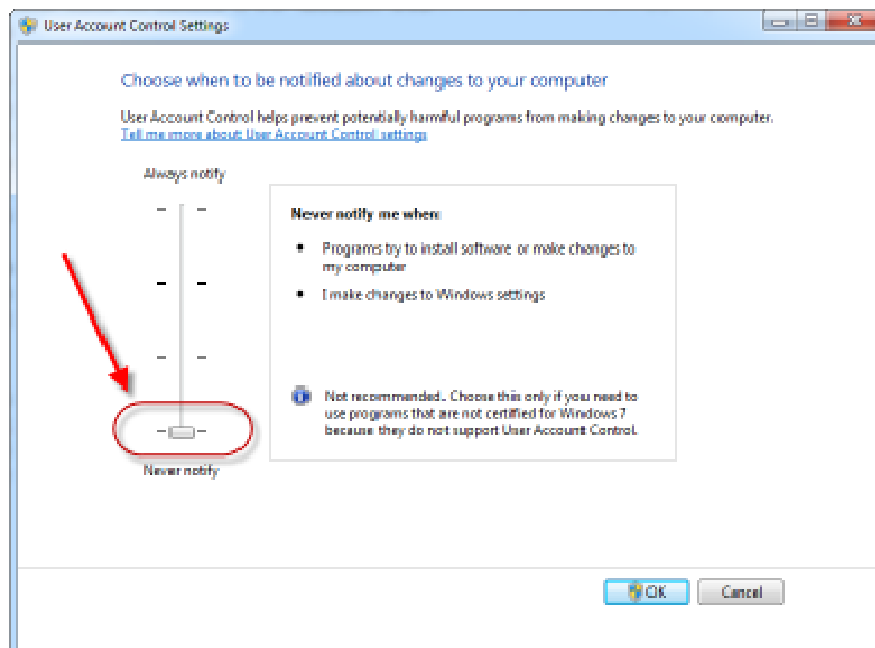 User Account Control Settings
Choose when to be notified about changes to your computer
User Account Control helps prevent potentially harmful programs from making changes to your computer.
Tell me more about User Account Control settings
Always notify
Never notify me when:
• Programs try to install software or make changes to
my computer
• I make changes to Windows settings
Not recommended. Choose this only if you need to
use programs that are not certified for Windows 7
because they do not support User Account Control.
Never notify
OK
Cancel